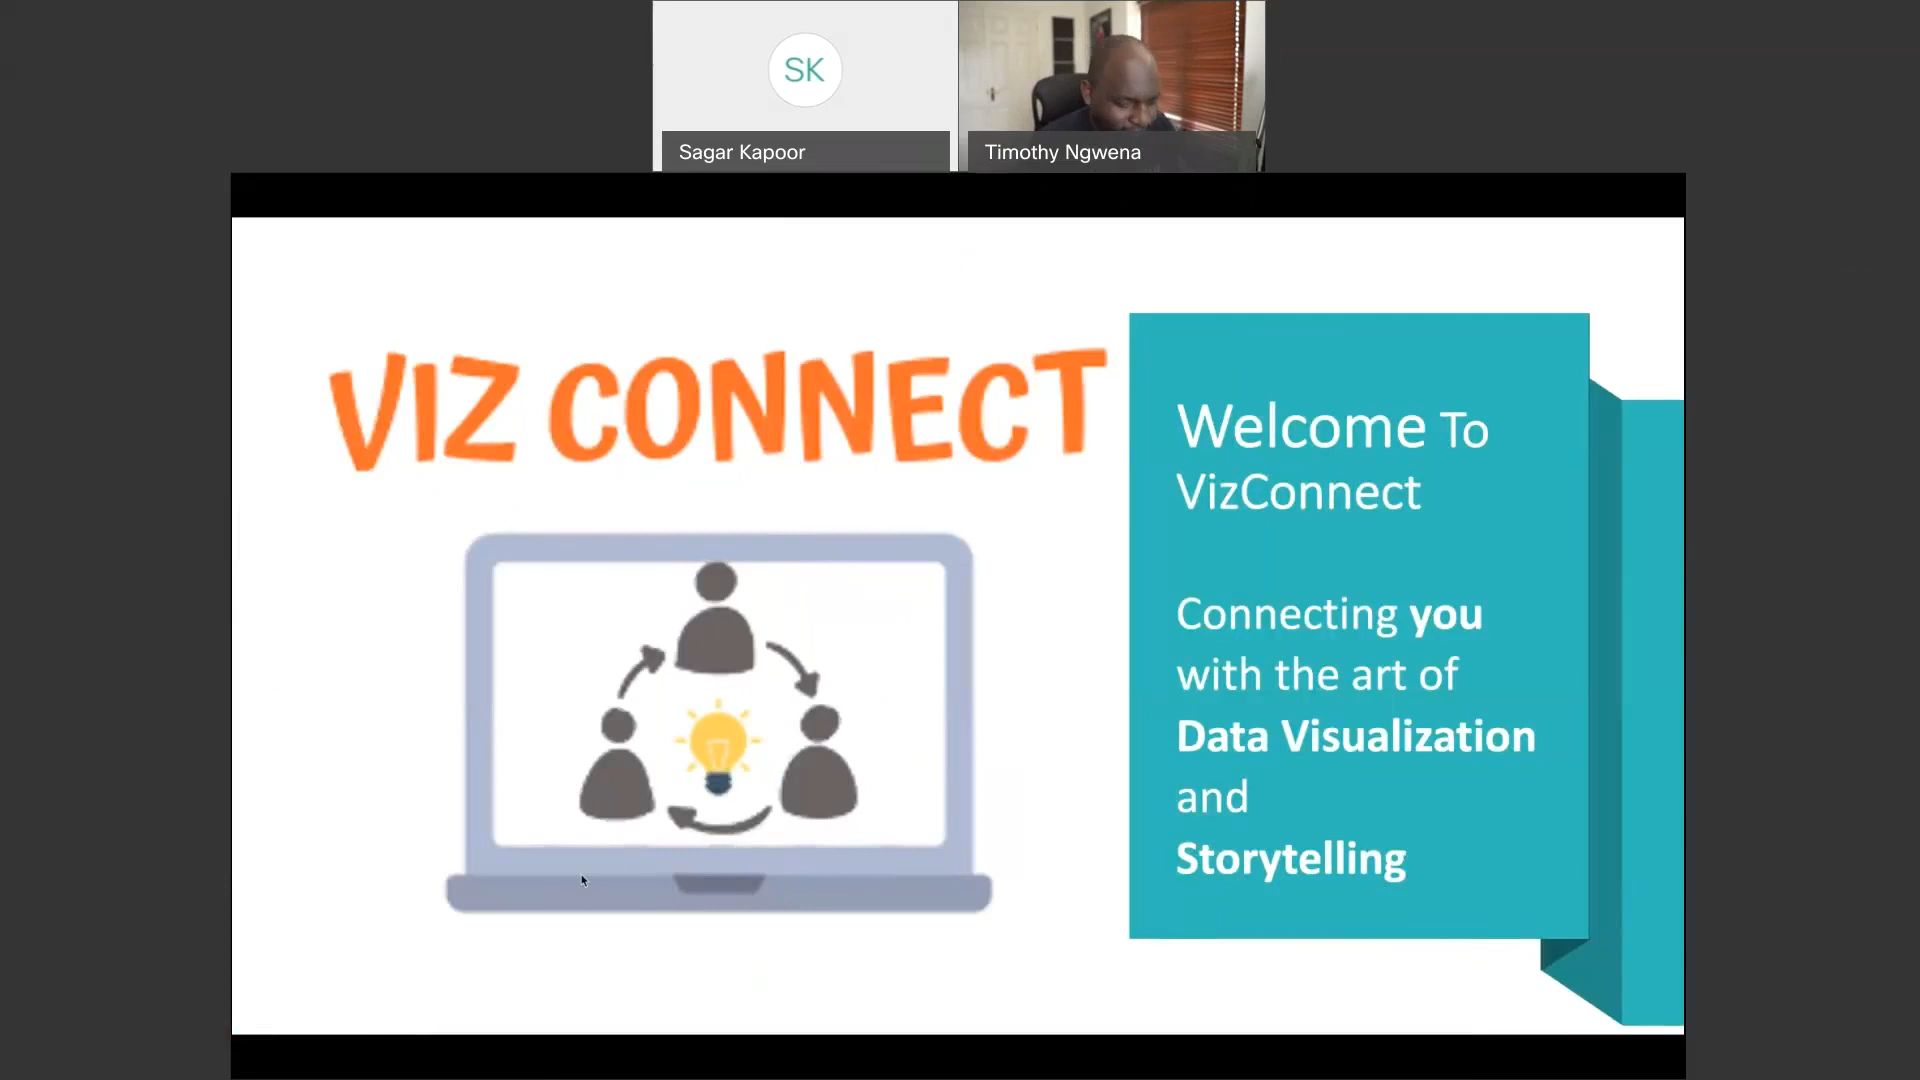 SK
Sagar Kapoor
Timothy Ngwena
VIZ CONNECT
Welcome To
VizConnect
Connecting you
with the art of
Data Visualization
and
Storytelling